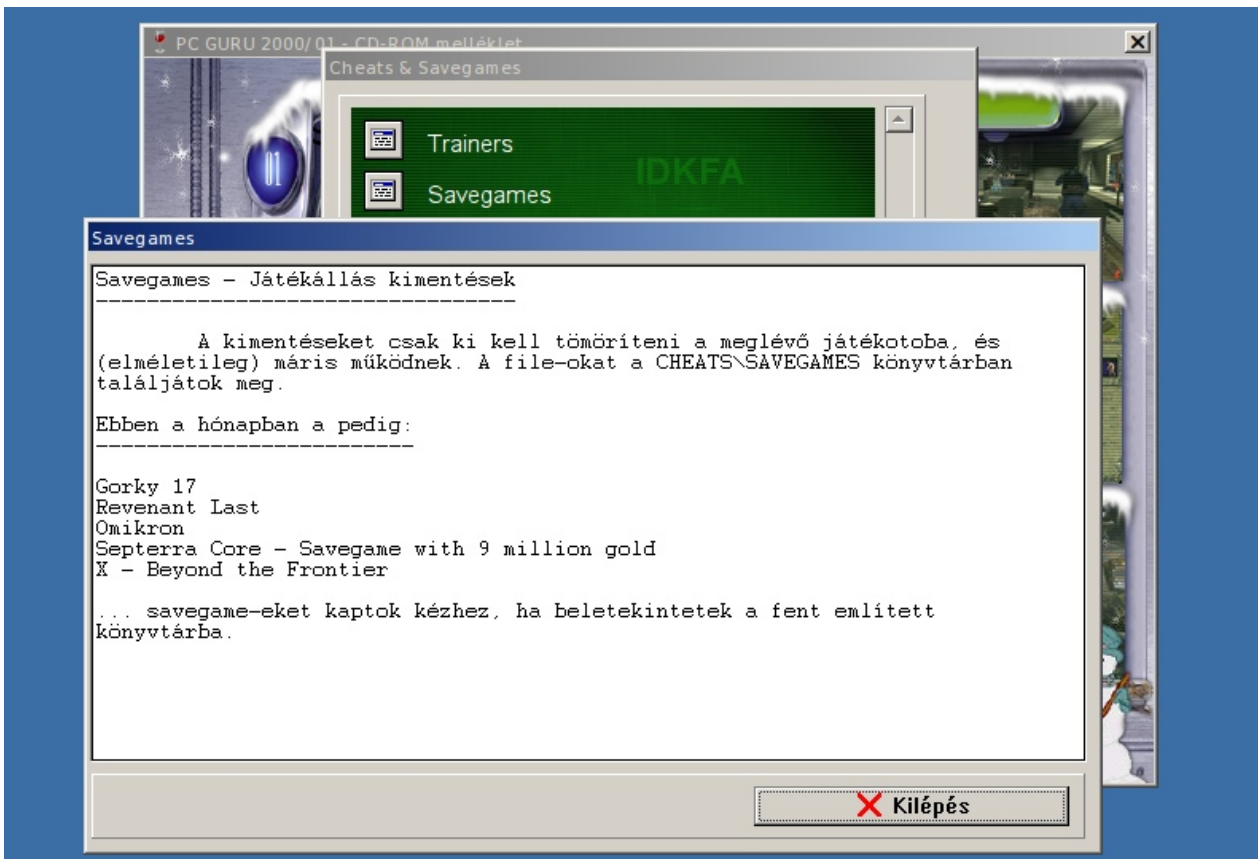 PC GURU 2000/01 - CD-ROM melléklet
Cheats & Savegames
01
Trainers
IDKFA
Savegames
Savegames
Savegames - Játékállás kimentések
---------------------------------
A kimentéseket csak ki kell tömöríteni a meglévő játékotoba, és
(elméletileg) máris működnek. A file-okat a CHEATS\SAVEGAMES könyvtárban
találjátok meg.
Ebben a hónapban a pedig:
-------------------------
Gorky 17
Revenant Last
Omikron
Septerra Core - Savegame with 9 million gold
X - Beyond the Frontier
... savegame-eket kaptok kézhez, ha beletekintetek a fent említett
könyvtárba.
Kilépés